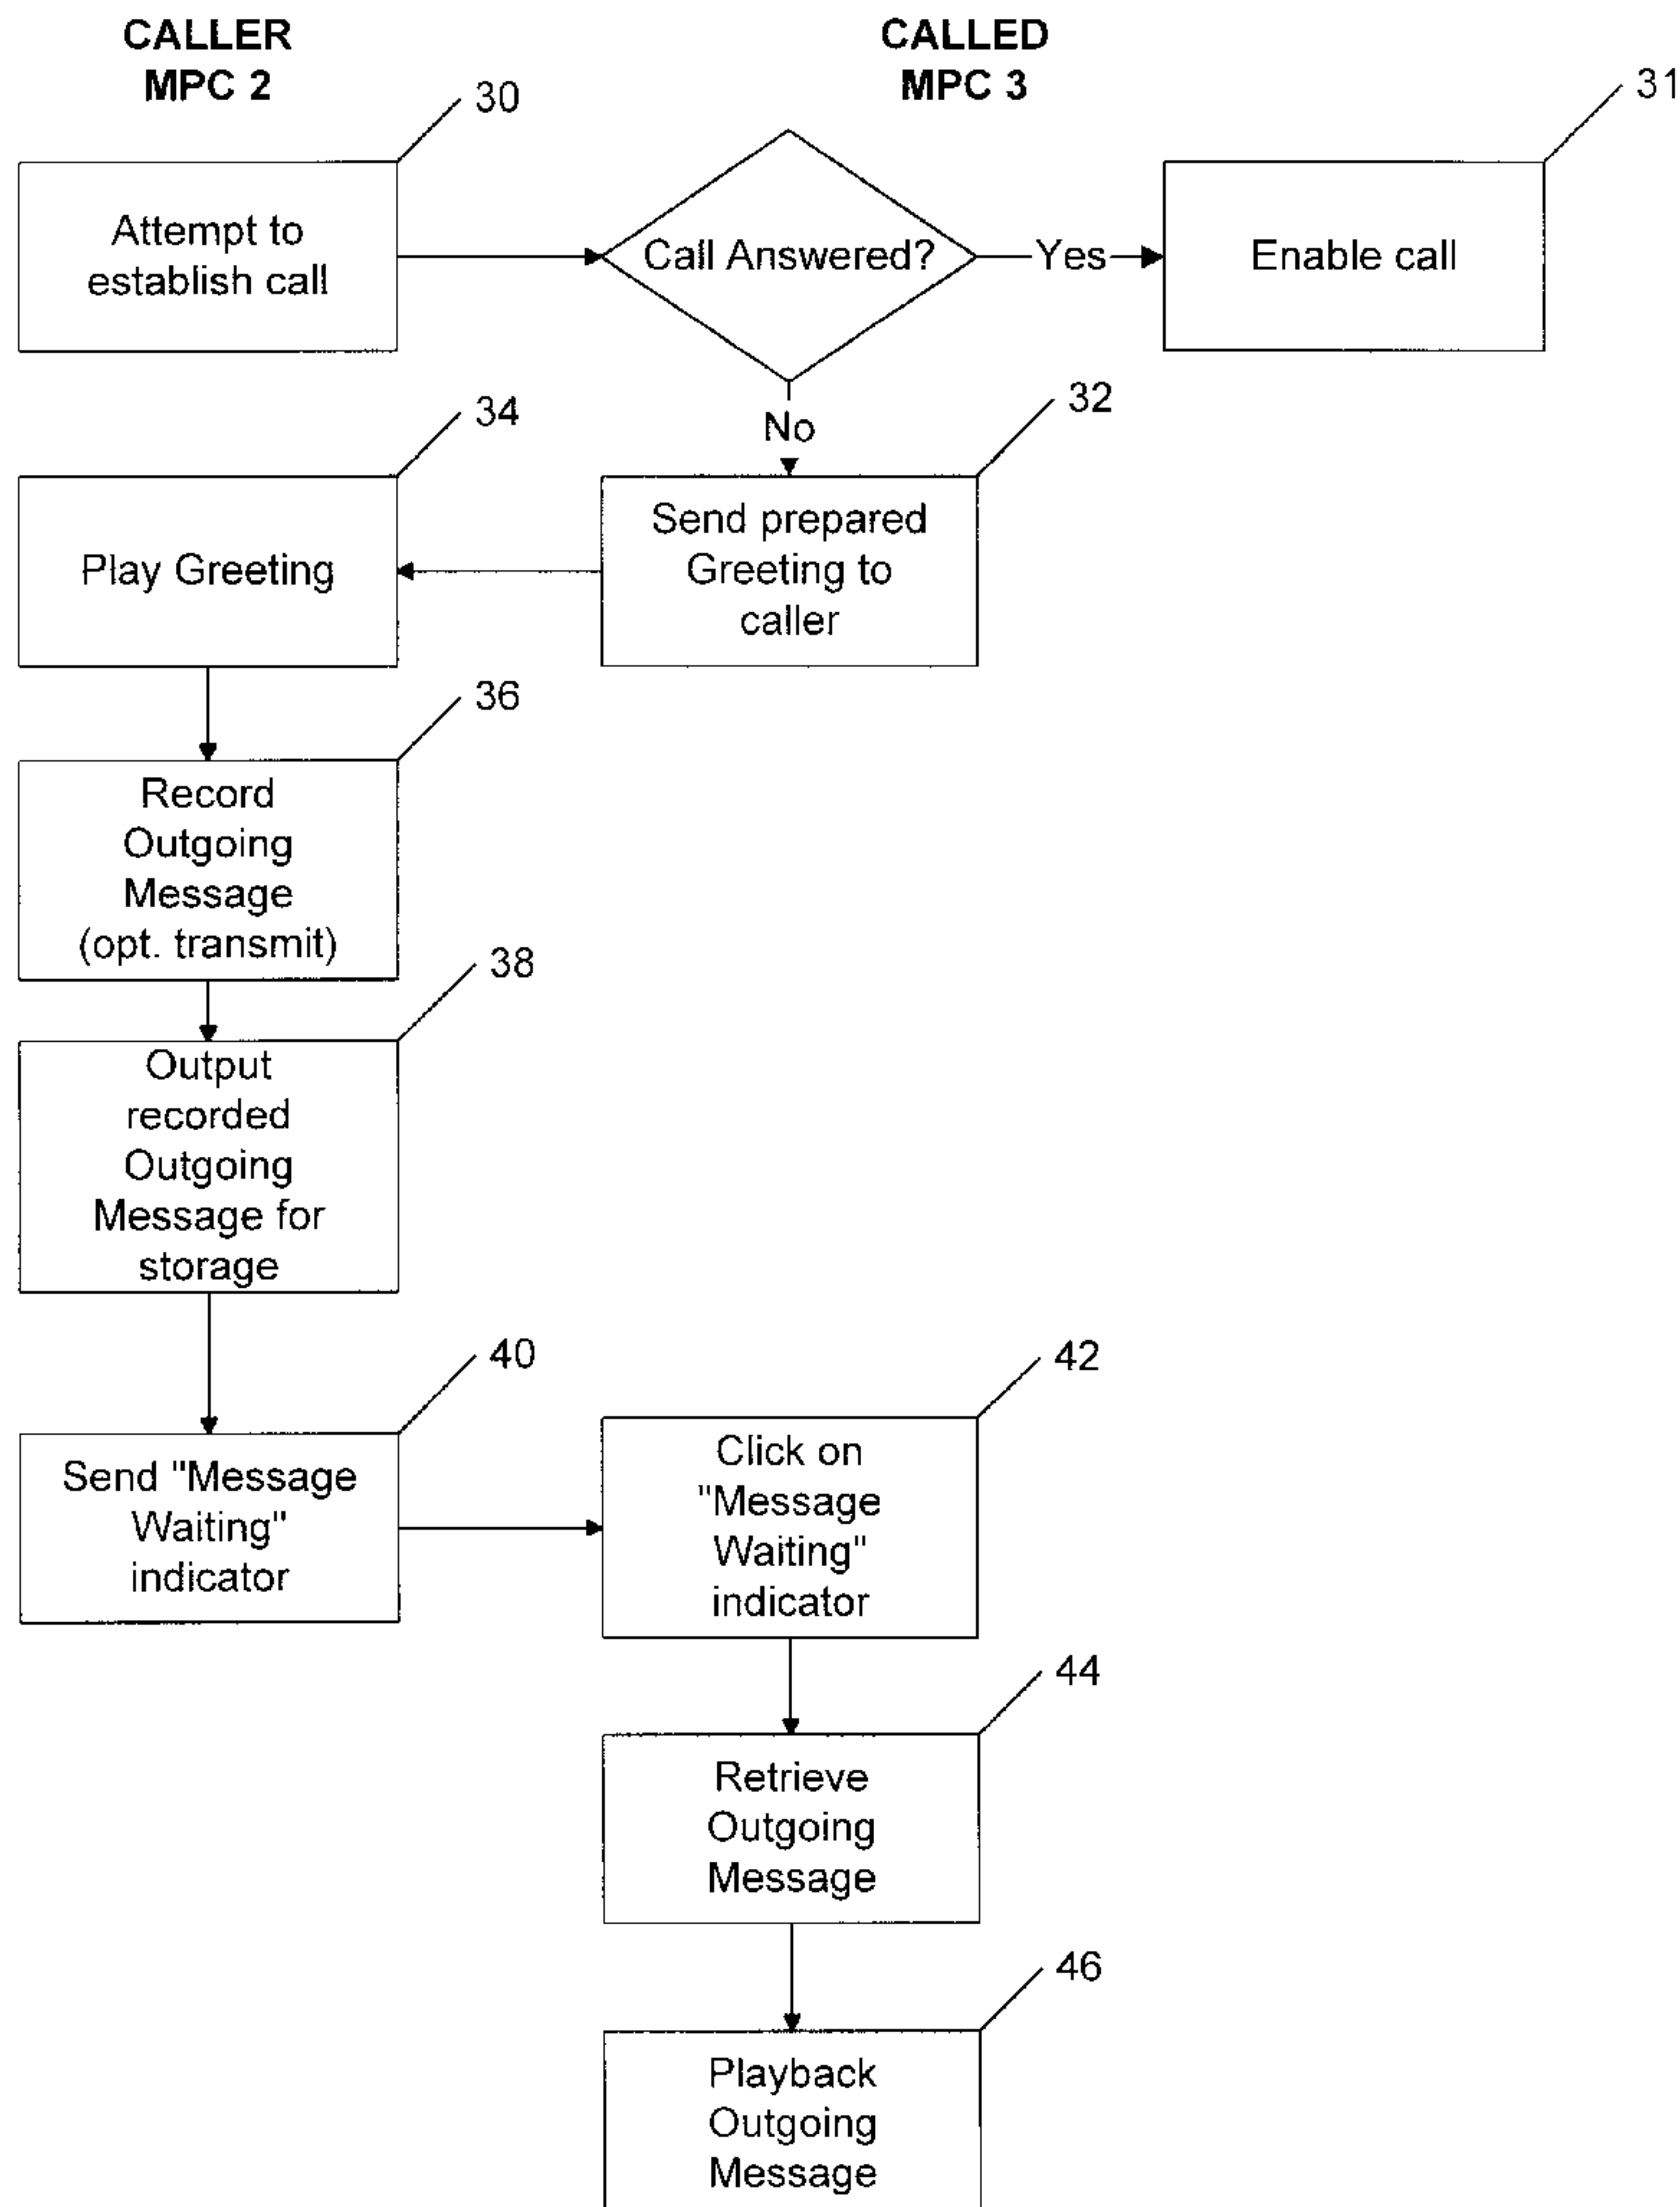 CALLER
MPC 2
CALLED
MPC 3
30
31
Attempt to
establish call
Call Answered?
Yes
Enable call
No
34
32
Play Greeting
Send prepared
Greeting to
caller
36
Record
Outgoing
Message
(opt. transmit)
38
Output
recorded
Outgoing
Message for
storage
40
42
Send "Message
Waiting"
indicator
Click on
"Message
Waiting"
indicator
44
Retrieve
Outgoing
Message
46
Playback
Outgoing
Message